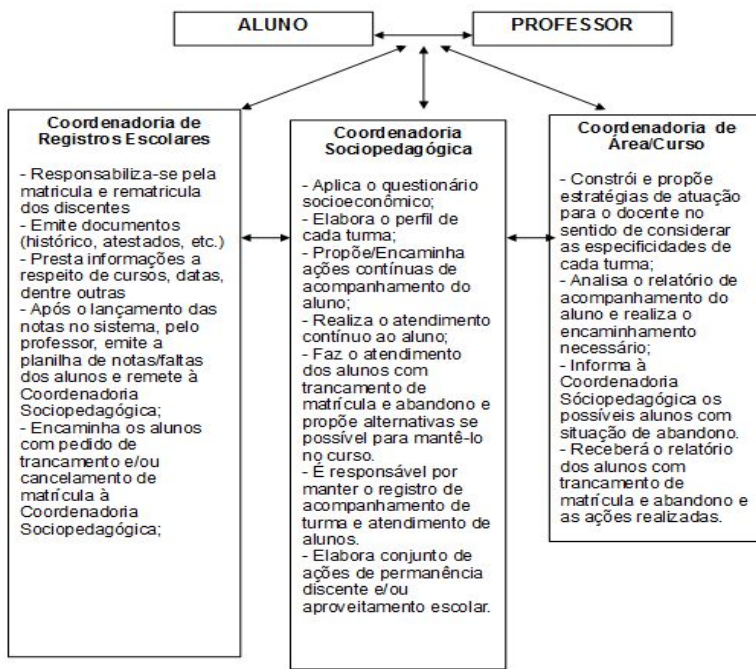 ALUNO
PROFESSOR
Coordenadoria de
Registros Escolares
- Responsabiliza-se pela
matricula e rematricula
dos discentes
- Emite documentos
(histórico, atestados, etc.)
- Presta informações a
respeito de cursos, datas,
dentre outras
- Após o lançamento das
notas no sistema, pelo
professor, emite a
planilha de notas/faltas
dos alunos e remete à
Coordenadoria
Sociopedagógica;
- Encaminha os alunos
com pedido de
trancamento e/ou
cancelamento de
matrícula à
Coordenadoria
Sociopedagógica;
Coordenadoria
Sociopedagógica
- Aplica o questionário
socioeconômico;
- Elabora o perfil de
cada turma;
- Propõe/Encaminha
ações contínuas de
acompanhamento do
aluno;
- Realiza o atendimento
contínuo ao aluno;
- Faz o atendimento
dos alunos com
trancamento de
matrícula e abandono e
propõe alternativas se
possível para mantê-lo
no curso.
- É responsável por
manter o registro de
acompanhamento de
turma e atendimento de
alunos.
- Elabora conjunto de
ações de permanência
discente e/ou
aproveitamento escolar.
Coordenadoria de
Área/Curso
- Constrói e propõe
estratégias de atuação
para o docente no
sentido de considerar
as especificidades de
cada turma;
- Analisa o relatório de
acompanhamento do
aluno e realiza o
encaminhamento
necessário;
- Informa à
Coordenadoria
Sóciopedagógica os
possíveis alunos com
situação de abandono.
- Receberá o relatório
dos alunos com
trancamento de
matrícula e abandono e
as ações realizadas.